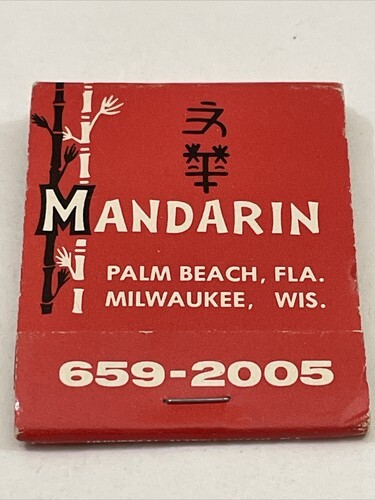 文
華
MANDARIN
PALM BEACH, FLA.
MILWAUKEE, WIS.
659-2005